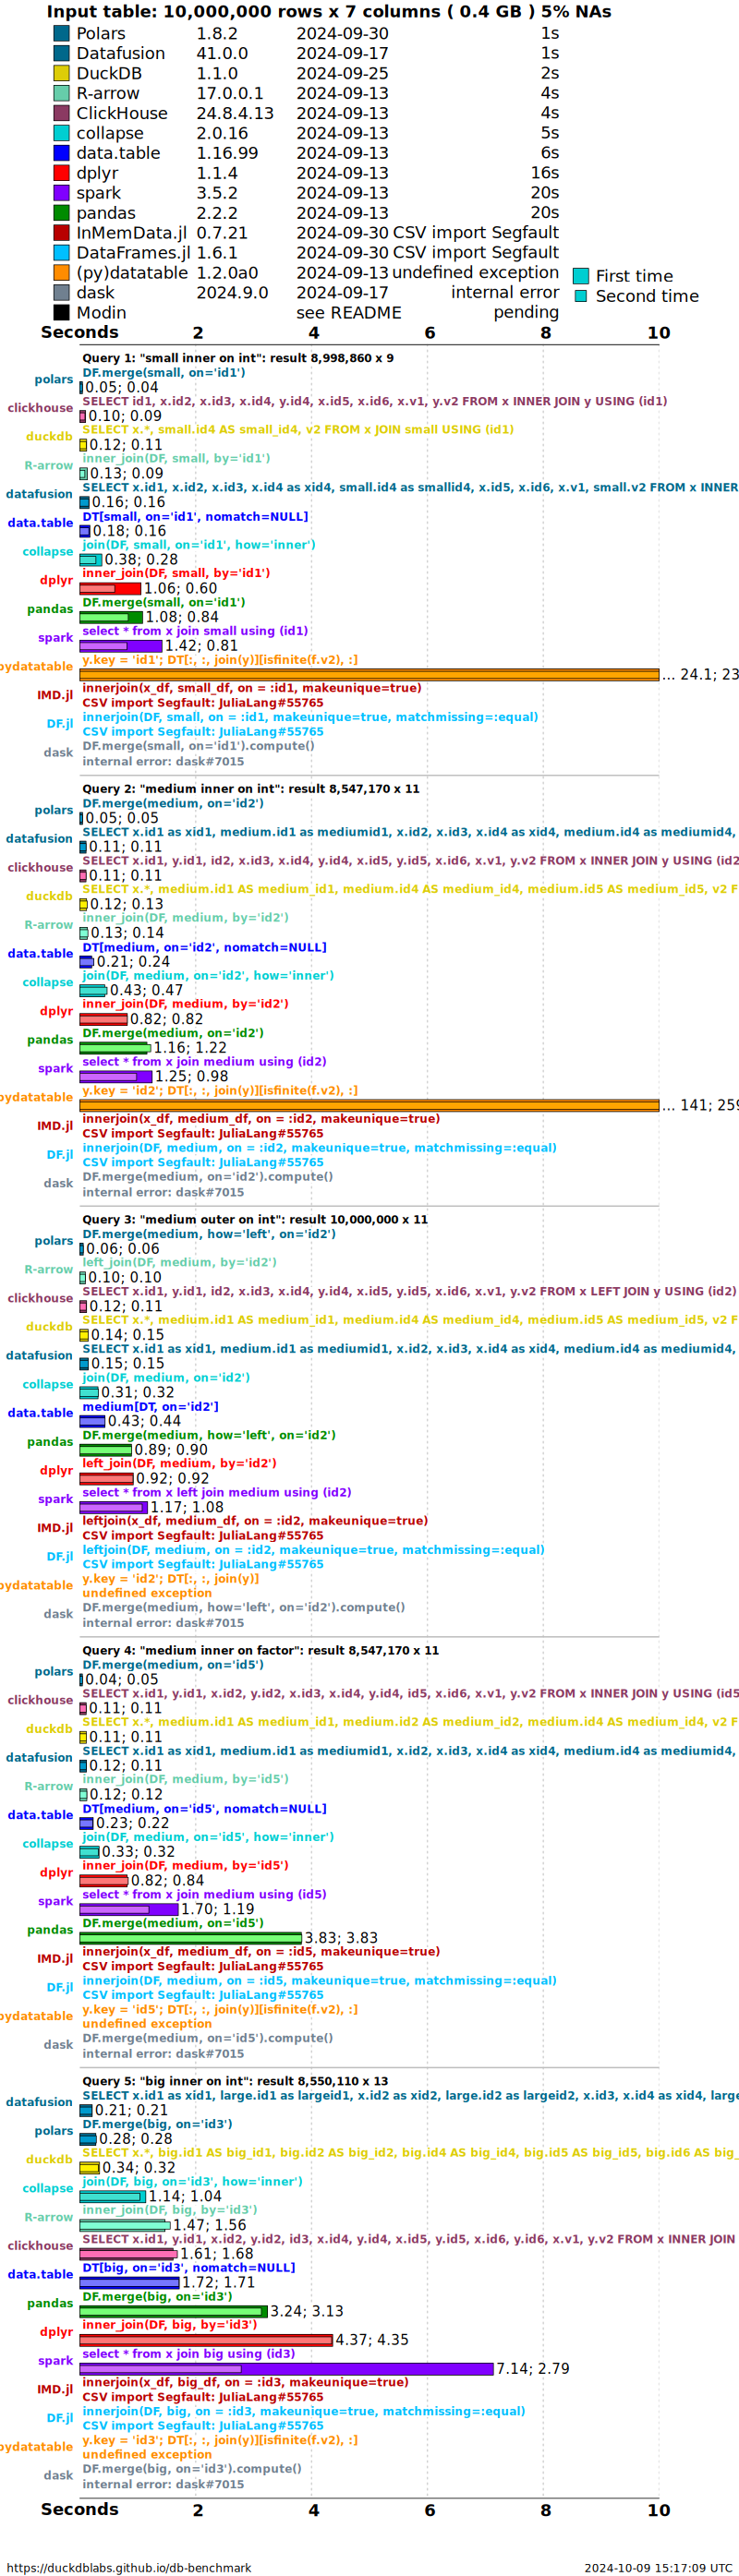 Input table: 10,000,000 rows x 7 columns ( 0.4 GB ) 5% NAs
Polars 1.8.2 2024-09-30 1s
Datafusion 41.0.0 2024-09-17 1s
DuckDB 1.1.0 2024-09-25 2s
R-arrow 17.0.0.1 2024-09-13 4s
ClickHouse 24.8.4.13 2024-09-13 4s
collapse 2.0.16 2024-09-13 5s
data.table 1.16.99 2024-09-13 6s
dplyr 1.1.4 2024-09-13 16s
spark 3.5.2 2024-09-13 20s
pandas 2.2.2 2024-09-13 20s
InMemData.jl 0.7.21 2024-09-30 CSV import Segfault
DataFrames.jl 1.6.1 2024-09-30 CSV import Segfault
(py)datatable 1.2.0a0 2024-09-13 undefined exception
First time
dask 2024.9.0 2024-09-17 internal error
Second time
Modin see README pending
Seconds 2 4 6 8 10
Query 1: "small inner on int": result 8,998,860 x 9
DF.merge(small, on='id1')
polars 0.05; 0.04
SELECT id1, x.id2, x.id3, x.id4, y.id4, x.id5, x.id6, x.v1, y.v2 FROM x INNER JOIN y USING (id1)
clickhouse 0.10; 0.09
SELECT x.*, small.id4 AS small_id4, v2 FROM x JOIN small USING (id1)
duckdb 0.12; 0.11
inner_join(DF, small, by='id1')
R-arrow 0.13; 0.09
SELECT x.id1, x.id2, x.id3, x.id4 as xid4, small.id4 as smallid4, x.id5, x.id6, x.v1, small.v2 FROM x INNER
datafusion 0.16; 0.16
DT[small, on='id1', nomatch=NULL]
data.table 0.18; 0.16
join(DF, small, on='id1', how='inner')
collapse 0.38; 0.28
inner_join(DF, small, by='id1')
dplyr 1.06; 0.60
DF.merge(small, on='id1')
pandas 1.08; 0.84
select * from x join small using (id1)
spark 1.42; 0.81
y.key = 'id1'; DT[:, :, join(y)][isfinite(f.v2), :]
pydatatable ... 24.1; 23
innerjoin(x_df, small_df, on = :id1, makeunique=true)
IMD.jl CSV import Segfault: JuliaLang#55765
innerjoin(DF, small, on = :id1, makeunique=true, matchmissing=:equal)
DF.jl CSV import Segfault: JuliaLang#55765
DF.merge(small, on='id1').compute()
dask internal error: dask#7015
Query 2: "medium inner on int": result 8,547,170 x 11
DF.merge(medium, on='id2')
polars 0.05; 0.05
SELECT x.id1 as xid1, medium.id1 as mediumid1, x.id2, x.id3, x.id4 as xid4, medium.id4 as mediumid4,
datafusion 0.11; 0.11
SELECT x.id1, y.id1, id2, x.id3, x.id4, y.id4, x.id5, y.id5, x.id6, x.v1, y.v2 FROM x INNER JOIN y USING (id2
clickhouse 0.11; 0.11
SELECT x.*, medium.id1 AS medium_id1, medium.id4 AS medium_id4, medium.id5 AS medium_id5, v2 F
duckdb 0.12; 0.13
inner_join(DF, medium, by='id2')
R-arrow 0.13; 0.14
DT[medium, on='id2', nomatch=NULL]
data.table 0.21; 0.24
join(DF, medium, on='id2', how='inner')
collapse 0.43; 0.47
inner_join(DF, medium, by='id2')
dplyr 0.82; 0.82
DF.merge(medium, on='id2')
pandas 1.16; 1.22
select * from x join medium using (id2)
spark 1.25; 0.98
y.key = 'id2'; DT[:, :, join(y)][isfinite(f.v2), :]
pydatatable ... 141; 259
innerjoin(x_df, medium_df, on = :id2, makeunique=true)
IMD.jl CSV import Segfault: JuliaLang#55765
innerjoin(DF, medium, on = :id2, makeunique=true, matchmissing=:equal)
DF.jl CSV import Segfault: JuliaLang#55765
DF.merge(medium, on='id2').compute()
dask internal error: dask#7015
Query 3: "medium outer on int": result 10,000,000 x 11
DF.merge(medium, how='left', on='id2')
polars 0.06; 0.06
left_join(DF, medium, by='id2')
R-arrow 0.10; 0.10
SELECT x.id1, y.id1, id2, x.id3, x.id4, y.id4, x.id5, y.id5, x.id6, x.v1, y.v2 FROM x LEFT JOIN y USING (id2)
clickhouse 0.12; 0.11
SELECT x.*, medium.id1 AS medium_id1, medium.id4 AS medium_id4, medium.id5 AS medium_id5, v2 F
duckdb 0.14; 0.15
SELECT x.id1 as xid1, medium.id1 as mediumid1, x.id2, x.id3, x.id4 as xid4, medium.id4 as mediumid4,
datafusion 0.15; 0.15
join(DF, medium, on='id2')
collapse 0.31; 0.32
medium[DT, on='id2']
data.table 0.43; 0.44
DF.merge(medium, how='left', on='id2')
pandas 0.89; 0.90
left_join(DF, medium, by='id2')
dplyr 0.92; 0.92
select * from x left join medium using (id2)
spark 1.17; 1.08
leftjoin(x_df, medium_df, on = :id2, makeunique=true)
IMD.jl CSV import Segfault: JuliaLang#55765
leftjoin(DF, medium, on = :id2, makeunique=true, matchmissing=:equal)
DF.jl CSV import Segfault: JuliaLang#55765
y.key = 'id2'; DT[:, :, join(y)]
pydatatable undefined exception
DF.merge(medium, how='left', on='id2').compute()
dask internal error: dask#7015
Query 4: "medium inner on factor": result 8,547,170 x 11
DF.merge(medium, on='id5')
polars 0.04; 0.05
SELECT x.id1, y.id1, x.id2, y.id2, x.id3, x.id4, y.id4, id5, x.id6, x.v1, y.v2 FROM x INNER JOIN y USING (id5
clickhouse 0.11; 0.11
SELECT x.*, medium.id1 AS medium_id1, medium.id2 AS medium_id2, medium.id4 AS medium_id4, v2 F
duckdb 0.11; 0.11
SELECT x.id1 as xid1, medium.id1 as mediumid1, x.id2, x.id3, x.id4 as xid4, medium.id4 as mediumid4,
datafusion 0.12; 0.11
inner_join(DF, medium, by='id5')
R-arrow 0.12; 0.12
DT[medium, on='id5', nomatch=NULL]
data.table 0.23; 0.22
join(DF, medium, on='id5', how='inner')
collapse 0.33; 0.32
inner_join(DF, medium, by='id5')
dplyr 0.82; 0.84
select * from x join medium using (id5)
spark 1.70; 1.19
DF.merge(medium, on='id5')
pandas 3.83; 3.83
innerjoin(x_df, medium_df, on = :id5, makeunique=true)
IMD.jl CSV import Segfault: JuliaLang#55765
innerjoin(DF, medium, on = :id5, makeunique=true, matchmissing=:equal)
DF.jl CSV import Segfault: JuliaLang#55765
y.key = 'id5'; DT[:, :, join(y)][isfinite(f.v2), :]
pydatatable undefined exception
DF.merge(medium, on='id5').compute()
dask internal error: dask#7015
Query 5: "big inner on int": result 8,550,110 x 13
SELECT x.id1 as xid1, large.id1 as largeid1, x.id2 as xid2, large.id2 as largeid2, x.id3, x.id4 as xid4, large
datafusion 0.21; 0.21
DF.merge(big, on='id3')
polars 0.28; 0.28
SELECT x.*, big.id1 AS big_id1, big.id2 AS big_id2, big.id4 AS big_id4, big.id5 AS big_id5, big.id6 AS big_
duckdb 0.34; 0.32
join(DF, big, on='id3', how='inner')
collapse 1.14; 1.04
inner_join(DF, big, by='id3')
R-arrow 1.47; 1.56
SELECT x.id1, y.id1, x.id2, y.id2, id3, x.id4, y.id4, x.id5, y.id5, x.id6, y.id6, x.v1, y.v2 FROM x INNER JOIN
clickhouse 1.61; 1.68
DT[big, on='id3', nomatch=NULL]
data.table 1.72; 1.71
DF.merge(big, on='id3')
pandas 3.24; 3.13
inner_join(DF, big, by='id3')
dplyr 4.37; 4.35
select * from x join big using (id3)
spark 7.14; 2.79
innerjoin(x_df, big_df, on = :id3, makeunique=true)
IMD.jl CSV import Segfault: JuliaLang#55765
innerjoin(DF, big, on = :id3, makeunique=true, matchmissing=:equal)
DF.jl CSV import Segfault: JuliaLang#55765
y.key = 'id3'; DT[:, :, join(y)][isfinite(f.v2), :]
pydatatable undefined exception
DF.merge(big, on='id3').compute()
dask internal error: dask#7015
Seconds 2 4 6 8 10
https://duckdblabs.github.io/db-benchmark 2024-10-09 15:17:09 UTC